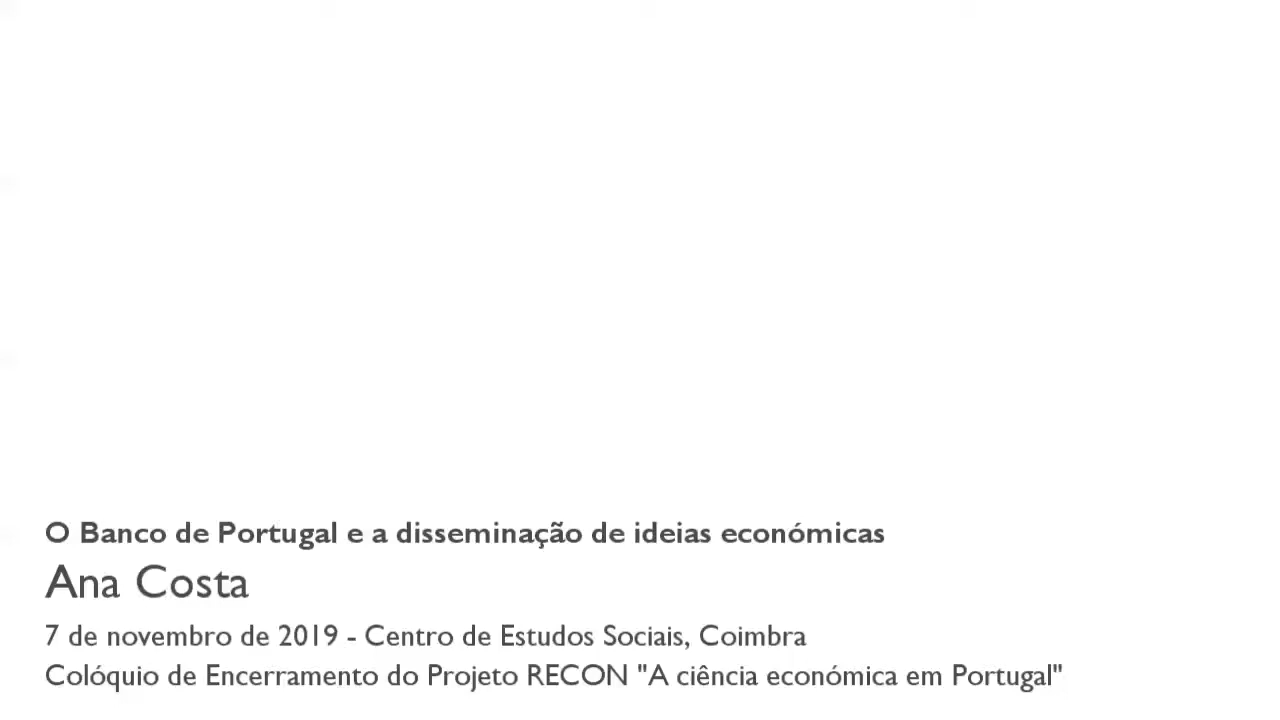 O Banco de Portugal e a disseminação de ideias económicas
Ana Costa
7 de novembro de 2019 - Centro de Estudos Sociais, Coimbra
Colóquio de Encerramento do Projeto RECON "A ciência económica em Portugal"